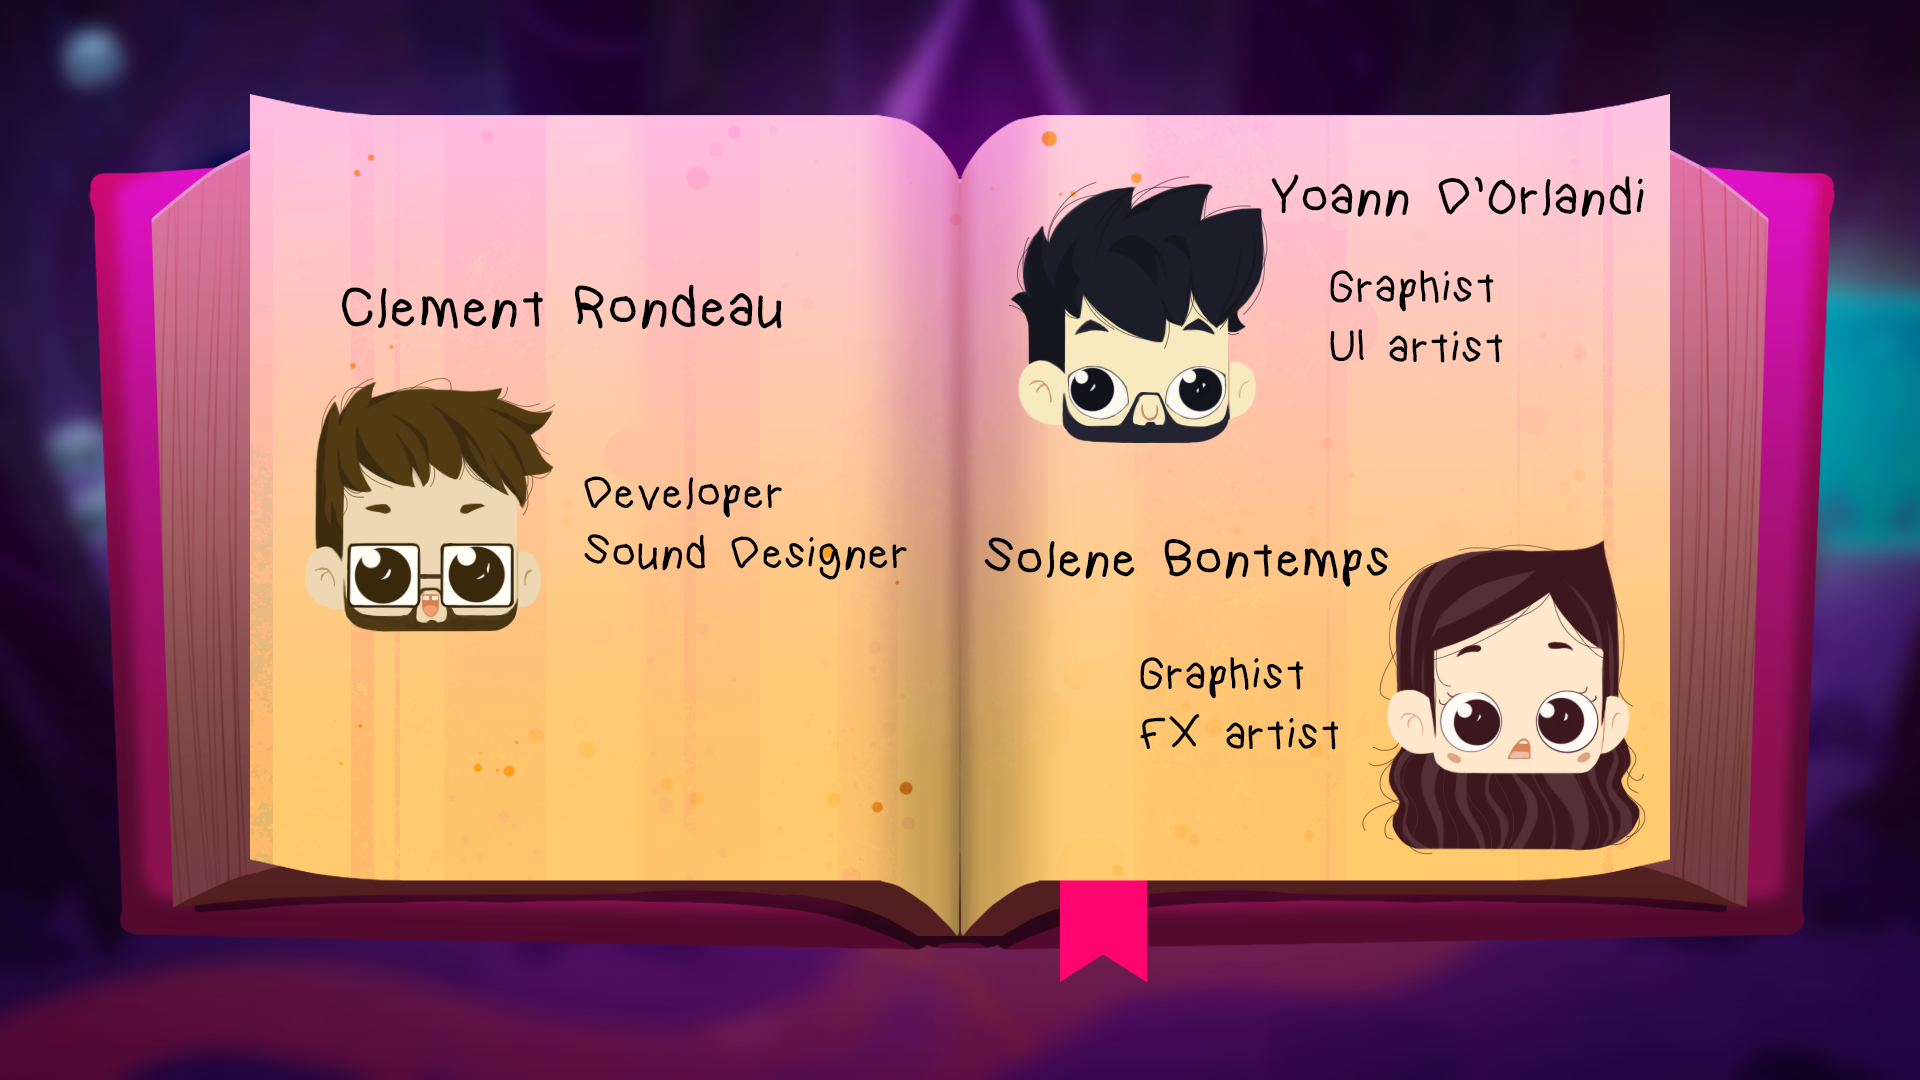 Clement Rondeau
Developer
Sound Designer
Yoann D'Orlandi
Graphist
UI artist
Solene Bontemps
Graphist
FX artist